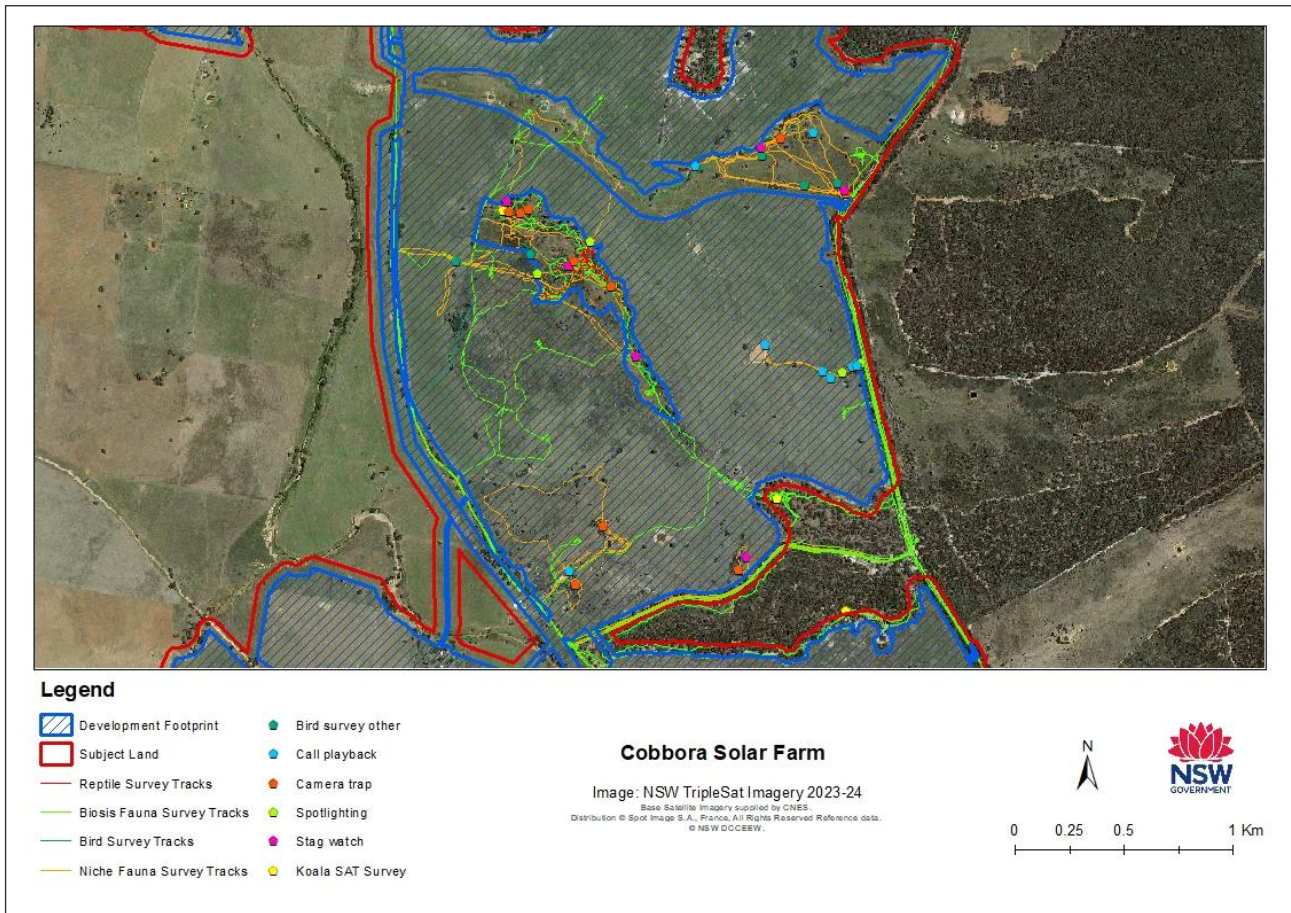 Legend
Development Footprint
Subject Land
Reptile Survey Tracks
Biosis Fauna Survey Tracks
Bird Survey Tracks
Niche Fauna Survey Tracks
Bird survey other
Call playback
Camera trap
Spotlighting
Stag watch
Koala SAT Survey
Cobbora Solar Farm
Image: NSW TripleSat Imagery 2023-24
Base Satellite Imagery supplied by CNES.
Distribution © Spot Image S.A., France, All Rights Reserved Reference data.
© NSW DCCEEW.
N
NSW
GOVERNMENT
0 0.25 0.5 1 Km